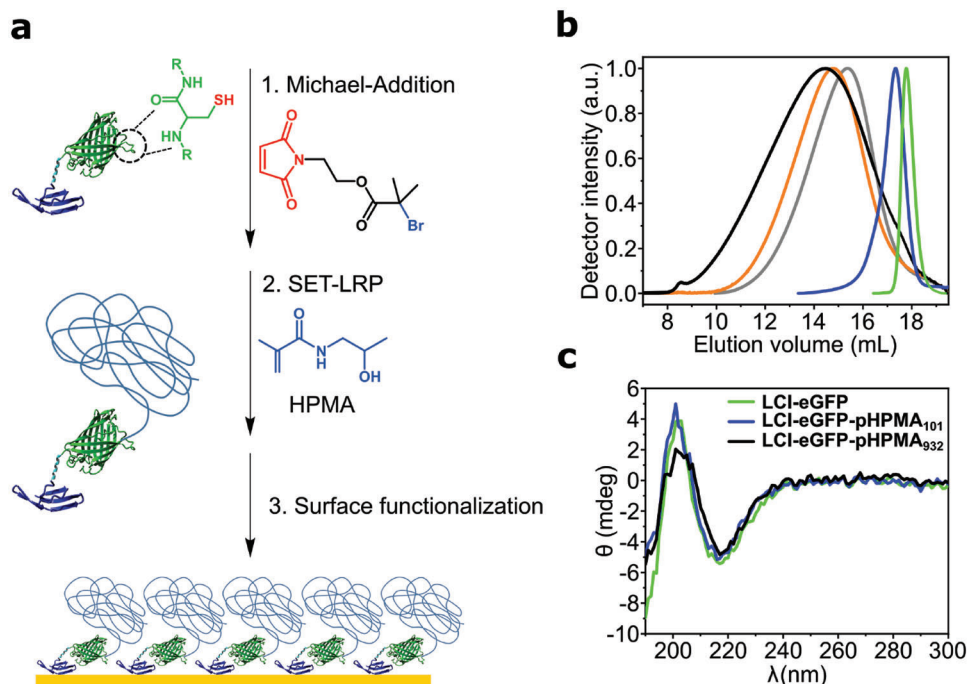 a
R
NH
O
SH
HN
R
1. Michael-Addition
O
N
O
O
O
Br
2. SET-LRP
O
N
H
OH
HPMA
3. Surface functionalization
b
Detector intensity (a.u.)
1.0
0.8
0.6
0.4
0.2
0.0
8 10 12 14 16 18
Elution volume (mL)
c
LCI-eGFP
LCI-eGFP-pHPMA101
LCI-eGFP-pHPMA932
θ (mdeg)
6
4
2
0
-2
-4
-6
-8
-10
200 220 240 260 280 300
λ(nm)